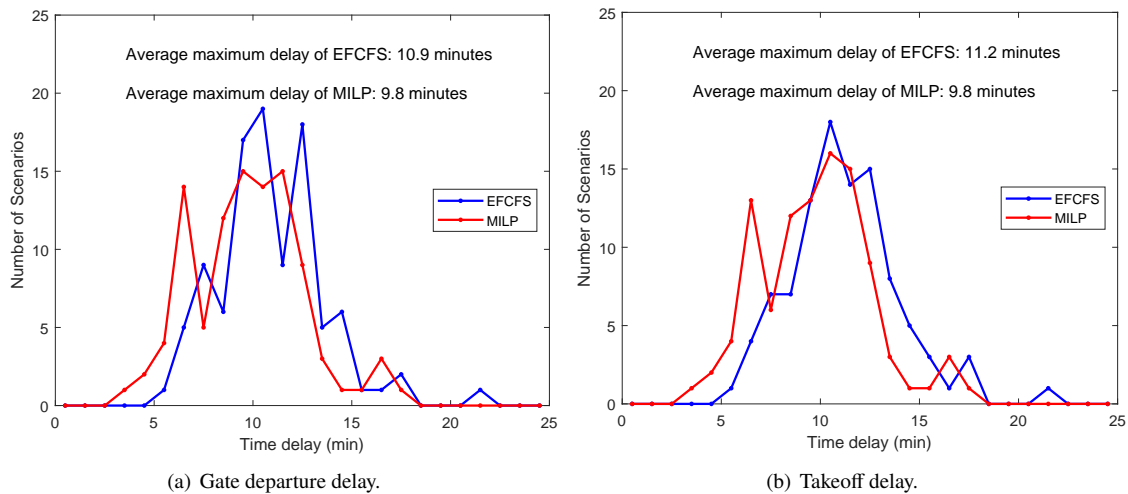 25
20
15
10
5
0
Number of Scenarios
Average maximum delay of EFCFS: 10.9 minutes
Average maximum delay of MILP: 9.8 minutes
EFCFS
MILP
0 5 10 15 20 25
Time delay (min)
(a) Gate departure delay.
25
20
15
10
5
0
Number of Scenarios
Average maximum delay of EFCFS: 11.2 minutes
Average maximum delay of MILP: 9.8 minutes
EFCFS
MILP
0 5 10 15 20 25
Time delay (min)
(b) Takeoff delay.